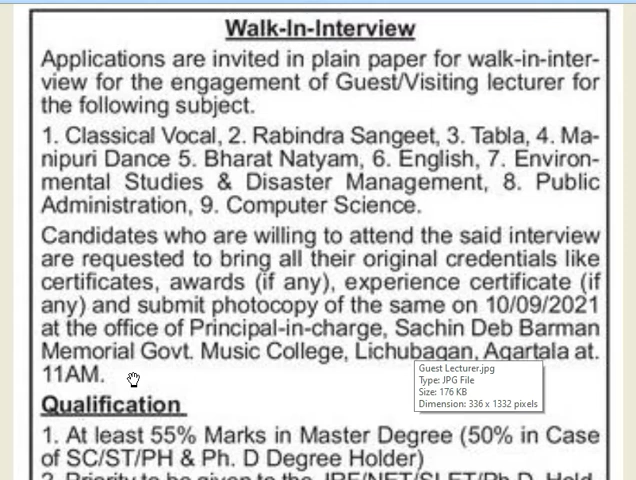 Walk-In-Interview
Applications are invited in plain paper for walk-in-inter-
view for the engagement of Guest/Visiting lecturer for
the following subject.
1. Classical Vocal, 2. Rabindra Sangeet, 3. Tabla, 4. Ma-
nipuri Dance 5. Bharat Natyam, 6. English, 7. Environ-
mental Studies & Disaster Management, 8. Public
Administration, 9. Computer Science.
Candidates who are willing to attend the said interview
are requested to bring all their original credentials like
certificates, awards (if any), experience certificate (if
any) and submit photocopy of the same on 10/09/2021
at the office of Principal-in-charge, Sachin Deb Barman
Memorial Govt. Music College, Lichubagan, Agartala at.
11AM.
Guest Lecturer.jpg
Type: JPG File
Size: 176 KB
Dimension: 336 x 1332 pixels
Qualification
1. At least 55% Marks in Master Degree (50% in Case
of SC/ST/PH & Ph. D Degree Holder)
2. Priority to be given to the JRF/NET/SLET/Ph.D. Hold-